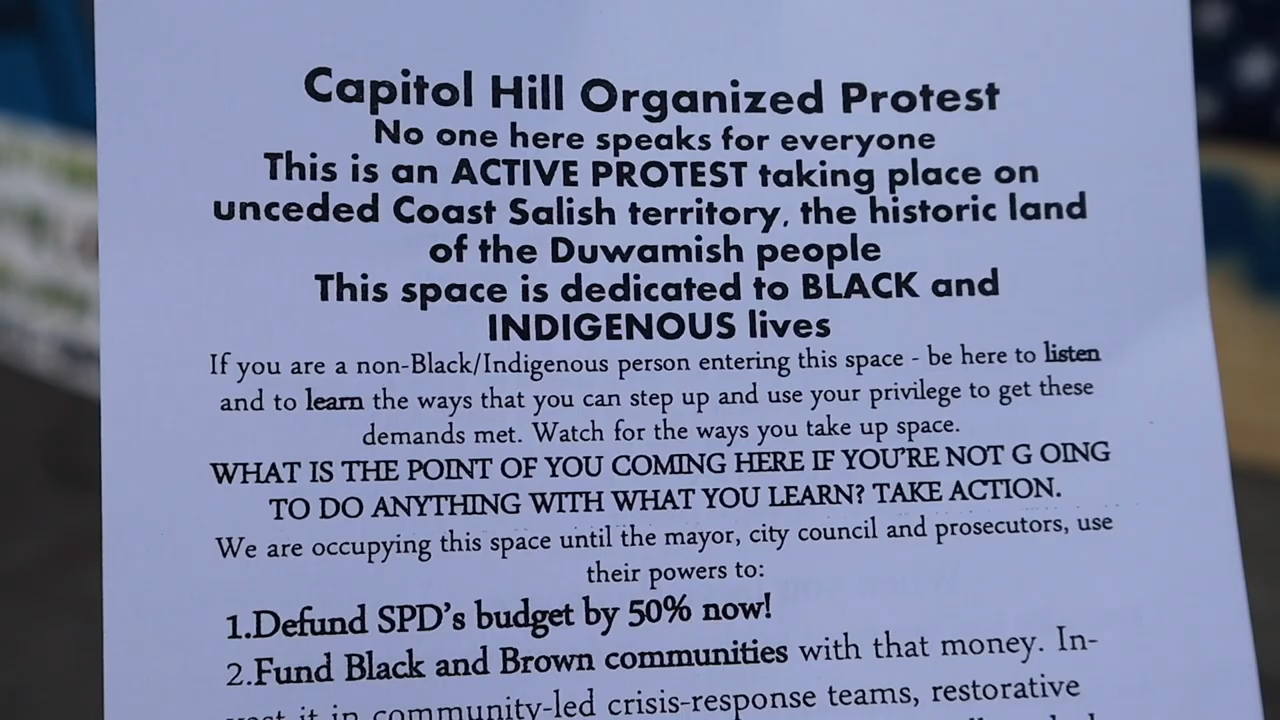 Capitol Hill Organized Protest
No one here speaks for everyone
This is an ACTIVE PROTEST taking place on
unceded Coast Salish territory, the historic land
of the Duwamish people
This space is dedicated to BLACK and
INDIGENOUS lives
If you are a non-Black/Indigenous person entering this space - be here to listen
and to learn the ways that you can step up and use your privilege to get these
demands met. Watch for the ways you take up space.
WHAT IS THE POINT OF YOU COMING HERE IF YOU'RE NOT G OING
TO DO ANYTHING WITH WHAT YOU LEARN? TAKE ACTION.
We are occupying this space until the mayor, city council and prosecutors, use
their powers to:
1.Defund SPD's budget by 50% now!
2.Fund Black and Brown communities with that money. In-
vest it in community-led crisis-response teams, restorative